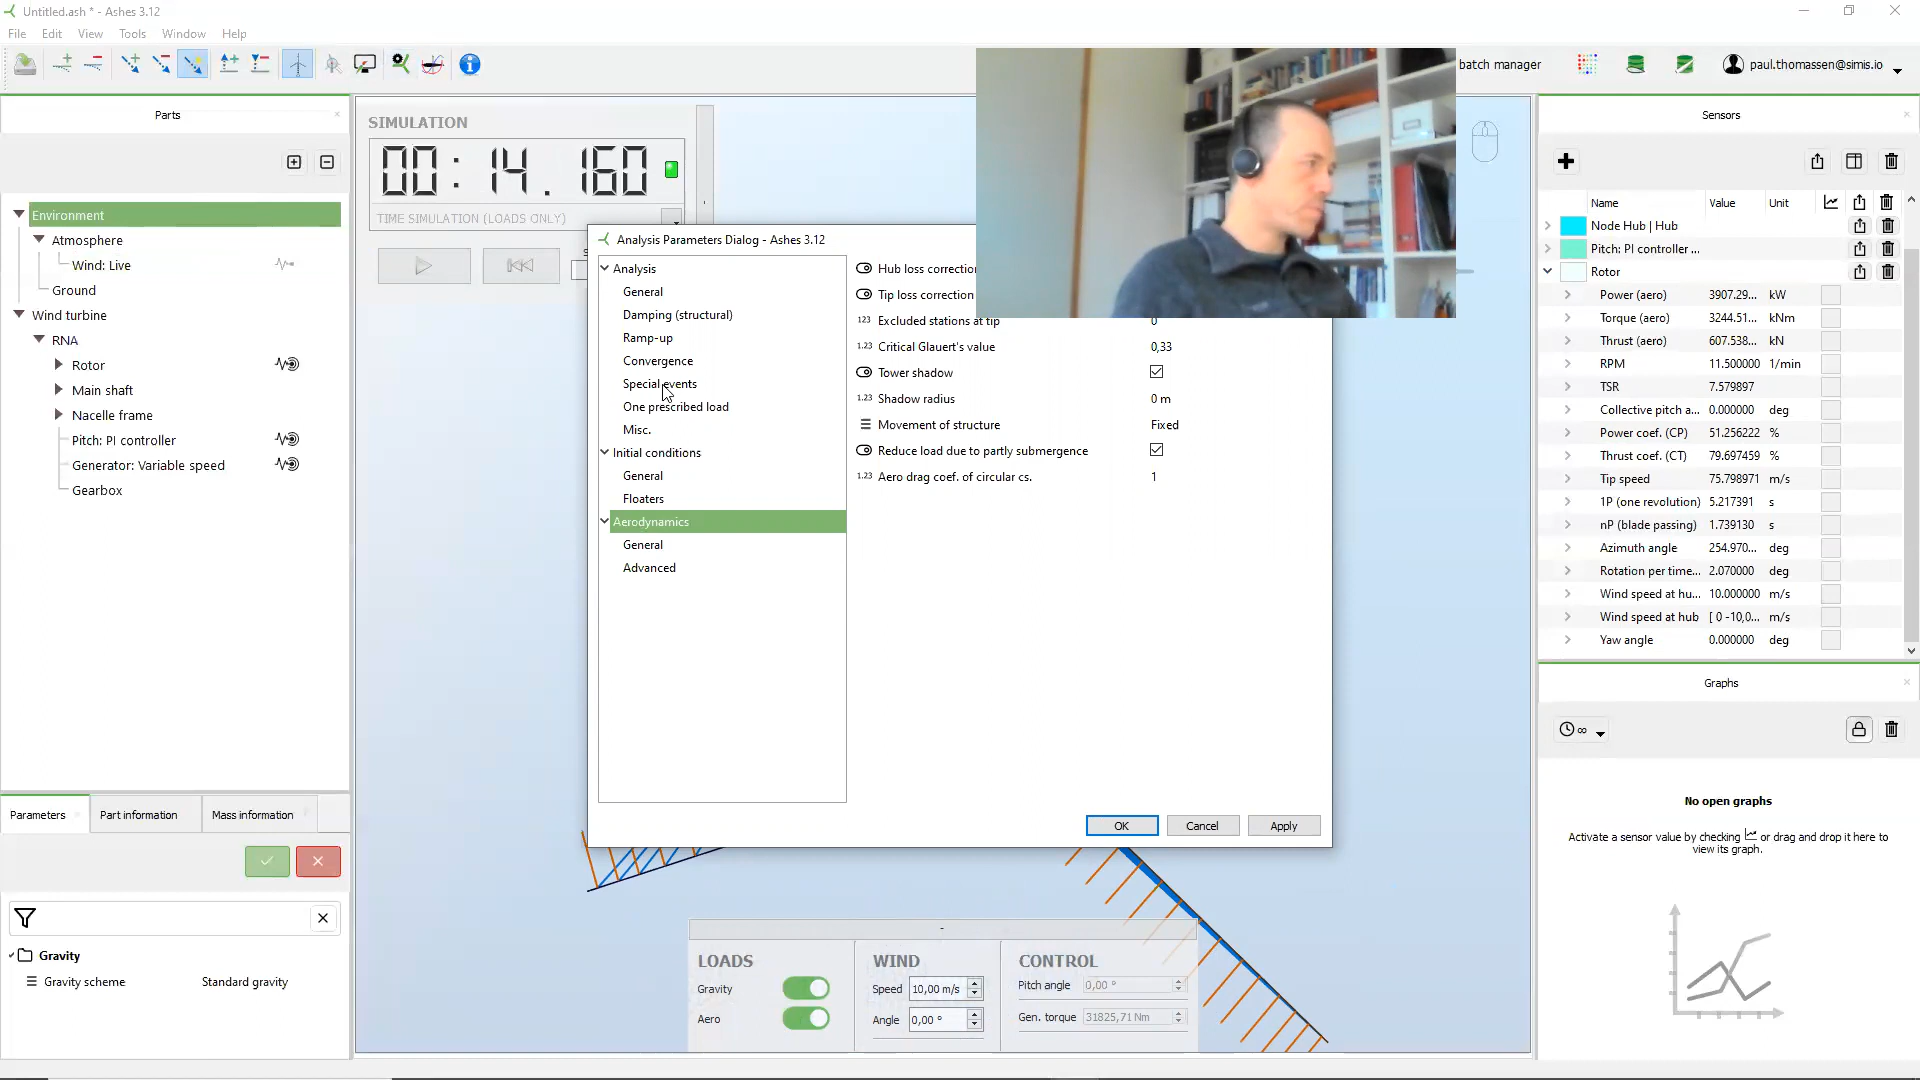 Untitled.ash * - Ashes 3.12
File Edit View Tools Window Help
batch manager
paul.thomassen@simis.io
Parts
Environment
Atmosphere
Wind: Live
Ground
Wind turbine
RNA
Rotor
Main shaft
Nacelle frame
Pitch: PI controller
Generator: Variable speed
Gearbox
Parameters
Part information
Mass information
Gravity
Gravity scheme Standard gravity
SIMULATION
00:14.160
TIME SIMULATION (LOADS ONLY)
Analysis Parameters Dialog - Ashes 3.12
Analysis
General
Damping (structural)
Ramp-up
Convergence
Special events
One prescribed load
Misc.
Initial conditions
General
Floaters
Aerodynamics
General
Advanced
Hub loss correction
Tip loss correction
123 Excluded stations at tip 0
1.23 Critical Glauert's value 0,33
Tower shadow
1.23 Shadow radius 0 m
Movement of structure Fixed
Reduce load due to partly submergence
1.23 Aero drag coef. of circular cs. 1
OK Cancel Apply
LOADS
Gravity
Aero
WIND
Speed 10,00 m/s
Angle 0,00 °
CONTROL
Pitch angle 0,00 °
Gen. torque 31825,71 Nm
Sensors
Name Value Unit
Node Hub | Hub
Pitch: PI controller ...
Rotor
Power (aero) 3907.29... kW
Torque (aero) 3244.51... kNm
Thrust (aero) 607.538... kN
RPM 11.500000 1/min
TSR 7.579897
Collective pitch a... 0.000000 deg
Power coef. (CP) 51.256222 %
Thrust coef. (CT) 79.697459 %
Tip speed 75.798971 m/s
1P (one revolution) 5.217391 s
nP (blade passing) 1.739130 s
Azimuth angle 254.970... deg
Rotation per time... 2.070000 deg
Wind speed at hu... 10.000000 m/s
Wind speed at hub [ 0 -10,0... m/s
Yaw angle 0.000000 deg
Graphs
∞
No open graphs
Activate a sensor value by checking or drag and drop it here to
view its graph.